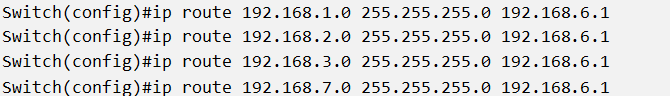 Switch(config)#ip route 192.168.1.0 255.255.255.0 192.168.6.1
Switch(config)#ip route 192.168.2.0 255.255.255.0 192.168.6.1
Switch(config)#ip route 192.168.3.0 255.255.255.0 192.168.6.1
Switch(config)#ip route 192.168.7.0 255.255.255.0 192.168.6.1